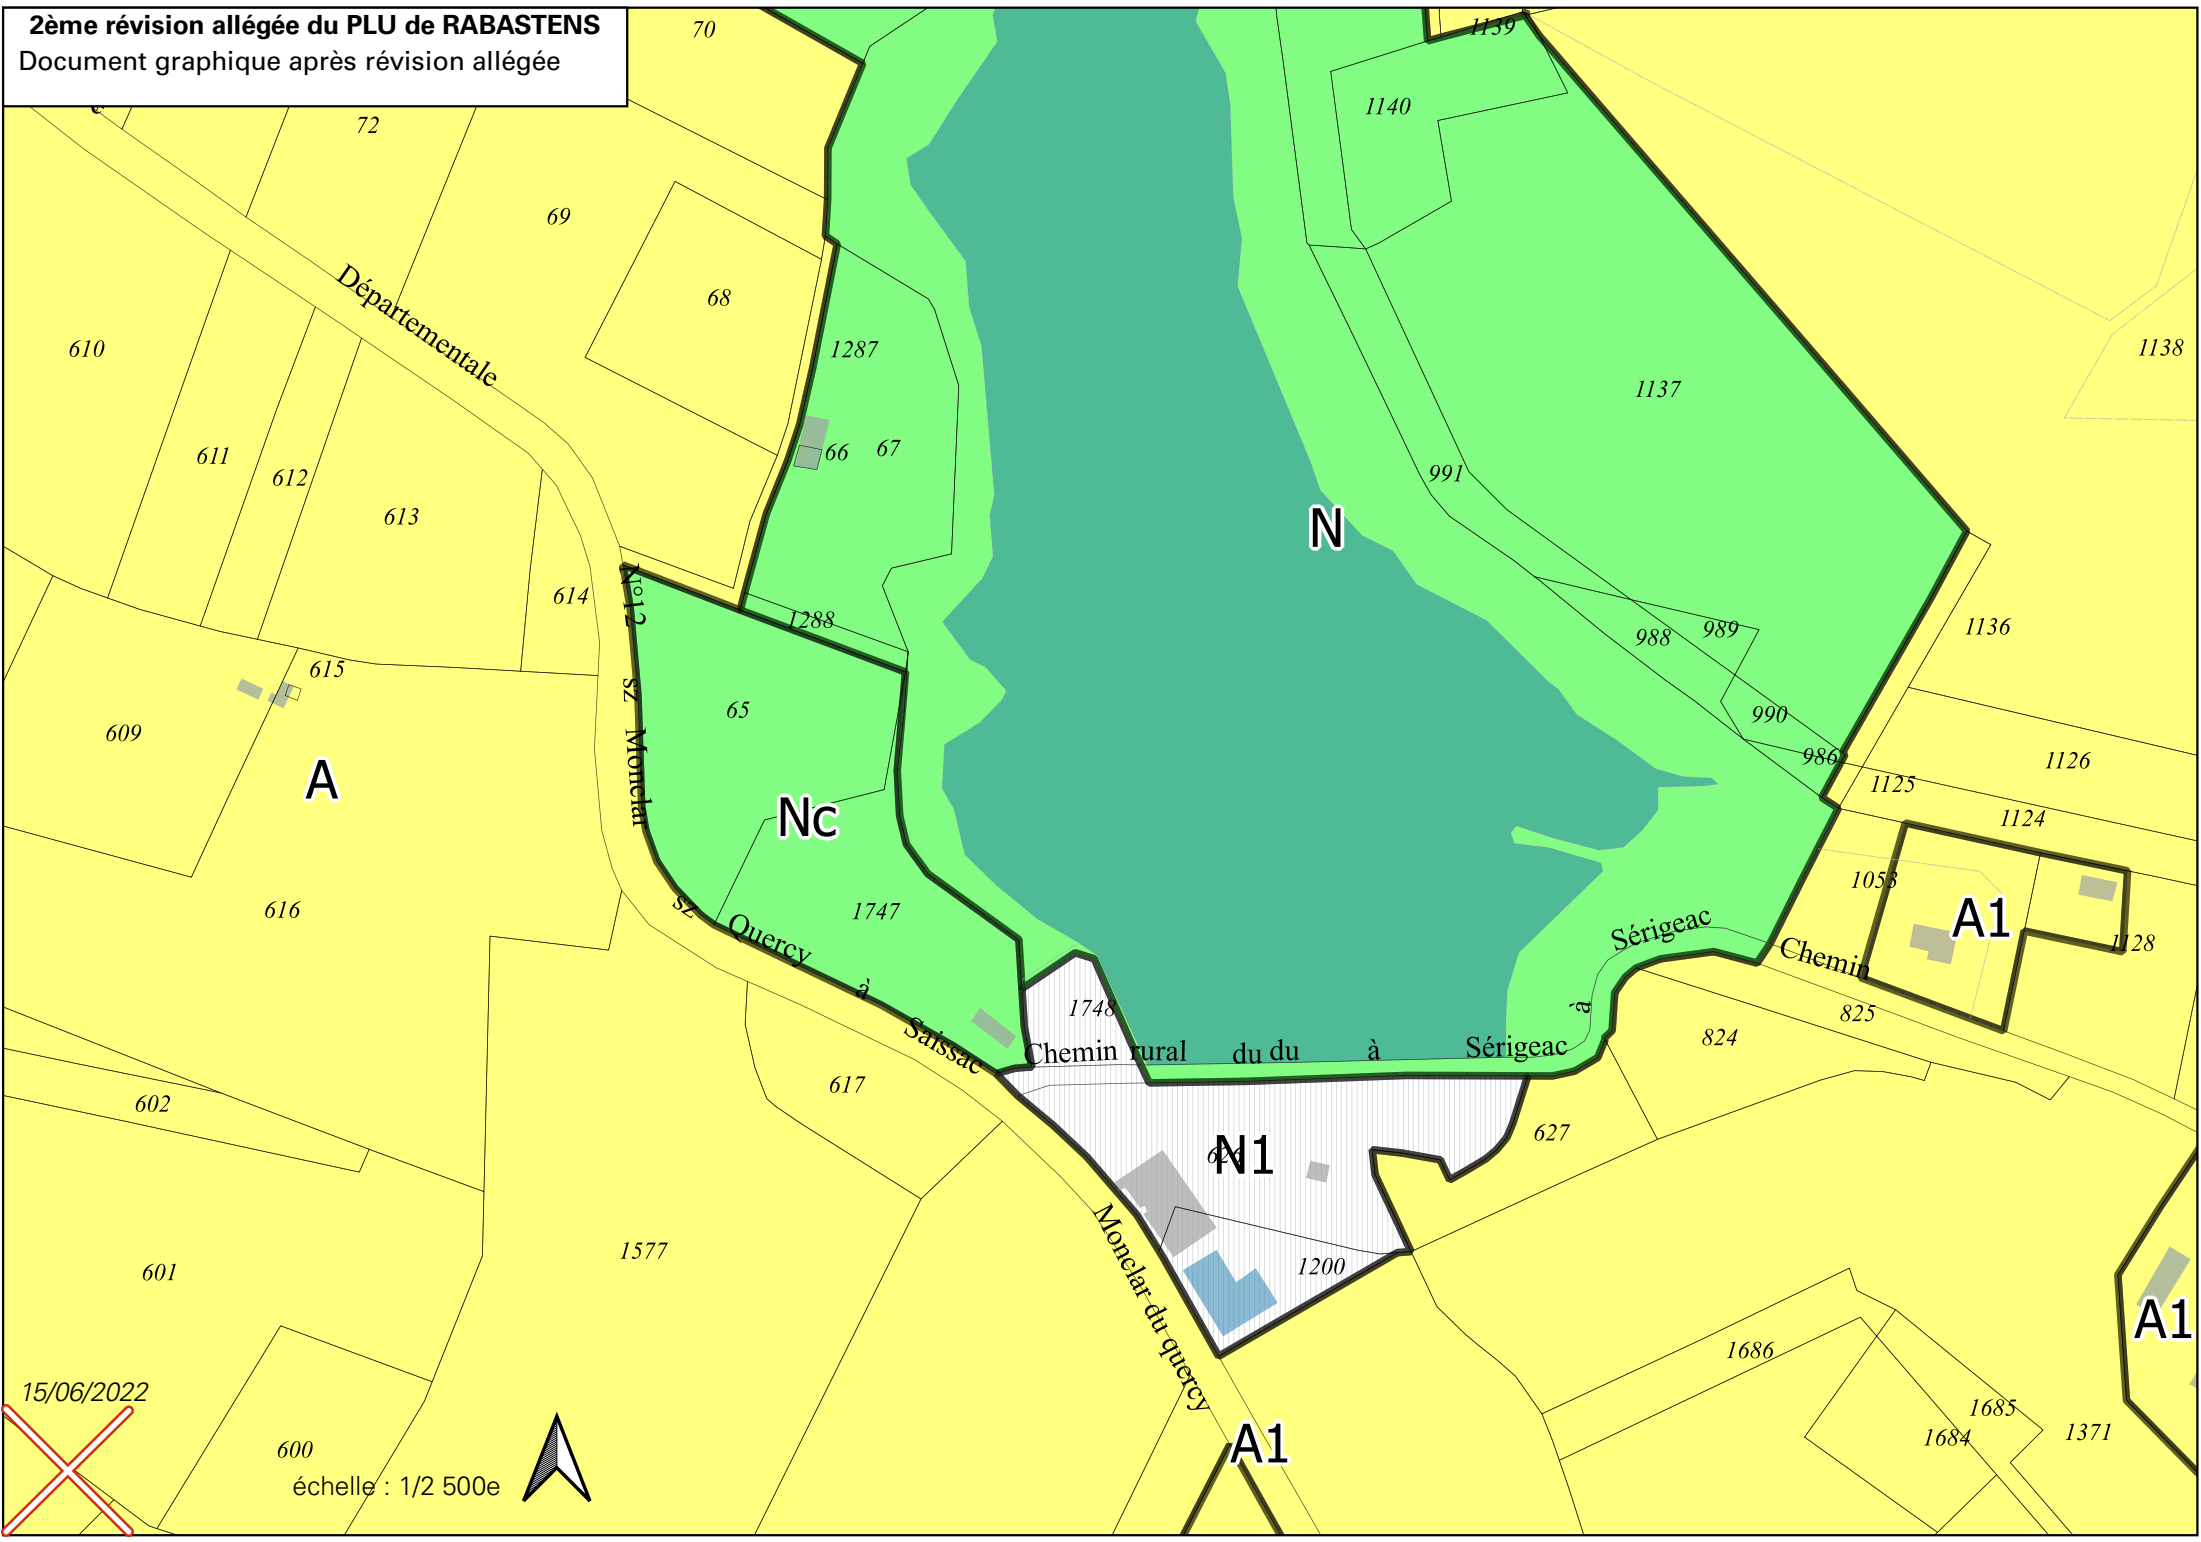 2ème révision allégée du PLU de RABASTENS
Document graphique après révision allégée
70
1139
72
1140
69
68
Départementale
610
1287
1138
1137
611
66
67
612
991
613
N
614
N°12
1288
1136
988
989
615
sz
65
990
609
Monclar
986
1126
A
1125
Nc
1124
1053
616
sz
1747
A1
Quercy
Sérigeac
1128
Chemin
à
1748
à
825
Saissac
824
Chemin rural du du à Sérigeac
617
602
627
626
N1
1577
Monclar du quercy
1200
601
A1
1686
15/06/2022
1685
1684
1371
600
A1
échelle : 1/2 500e